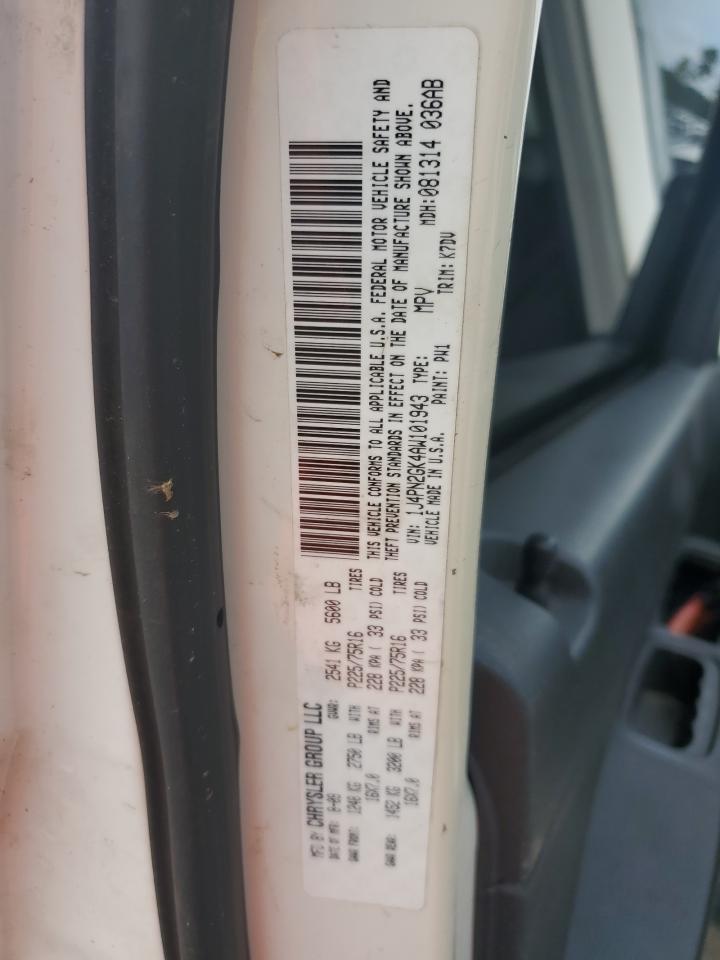 MFG BY CHRYSLER GROUP LLC
DATE OF MFR: 8-09 GVWR: 2541 KG 5600 LB
GAWR FRONT: 1248 KG 2750 LB WITH P225/75R16 TIRES
16X7.0 RIMS AT 228 KPA ( 33 PSI) COLD
GAWR REAR: 1452 KG 3200 LB WITH P225/75R16 TIRES
16X7.0 RIMS AT 228 KPA ( 33 PSI) COLD
THIS VEHICLE CONFORMS TO ALL APPLICABLE U.S.A. FEDERAL MOTOR VEHICLE SAFETY AND
THEFT PREVENTION STANDARDS IN EFFECT ON THE DATE OF MANUFACTURE SHOWN ABOVE.
VIN: 1J4PN2GK4AW101943 TYPE: MPV MDH:081314 036AB
VEHICLE MADE IN U.S.A. PAINT: PW1 TRIM: K7DV